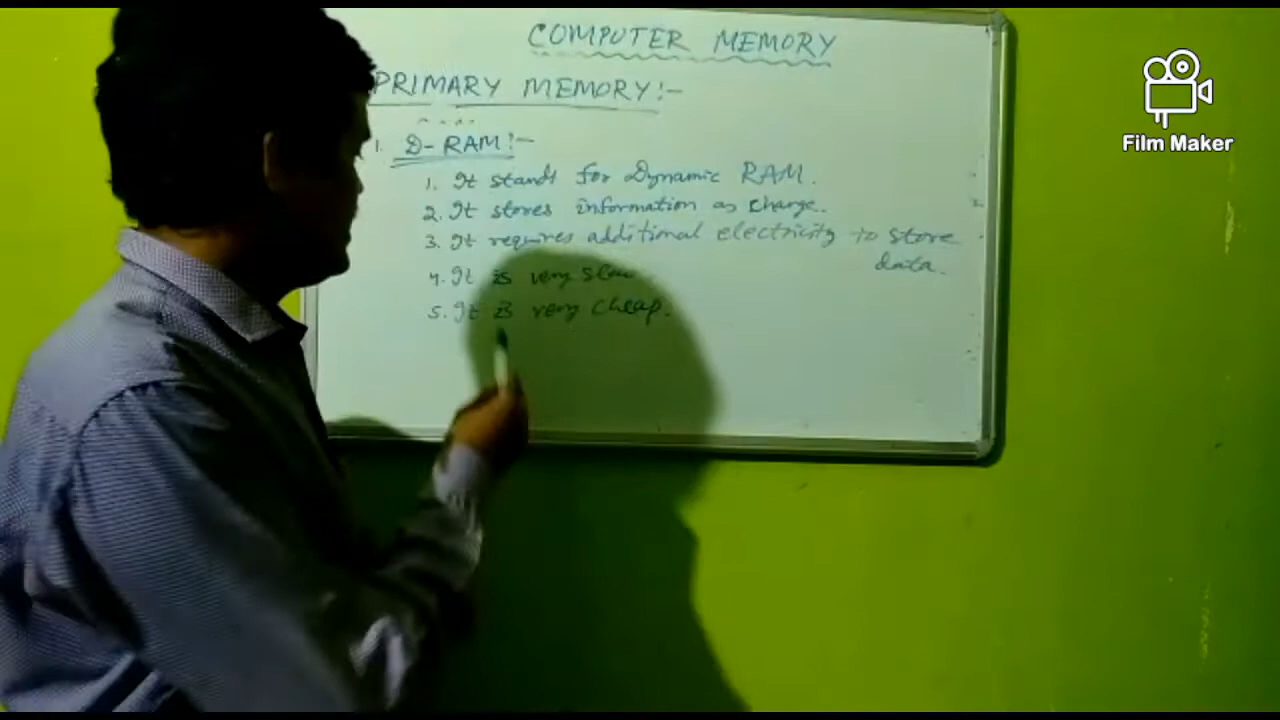 COMPUTER MEMORY
PRIMARY MEMORY:-
1. D-RAM:-
1. It stands for Dynamic RAM.
2. It stores information as charge.
3. It requires additional electricity to store
data.
4. It is very slow
5. It is very cheap.
Film Maker